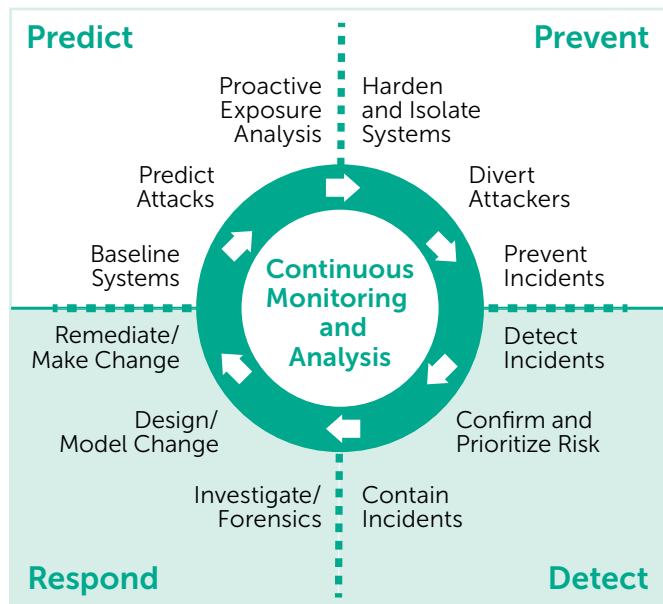 Predict
Prevent
Proactive
Exposure
Analysis
Harden
and Isolate
Systems
Predict
Attacks
Divert
Attackers
Baseline
Systems
Prevent
Incidents
Continuous
Monitoring
and
Analysis
Remediate/
Make Change
Detect
Incidents
Design/
Model Change
Confirm and
Prioritize Risk
Investigate/
Forensics
Contain
Incidents
Respond
Detect